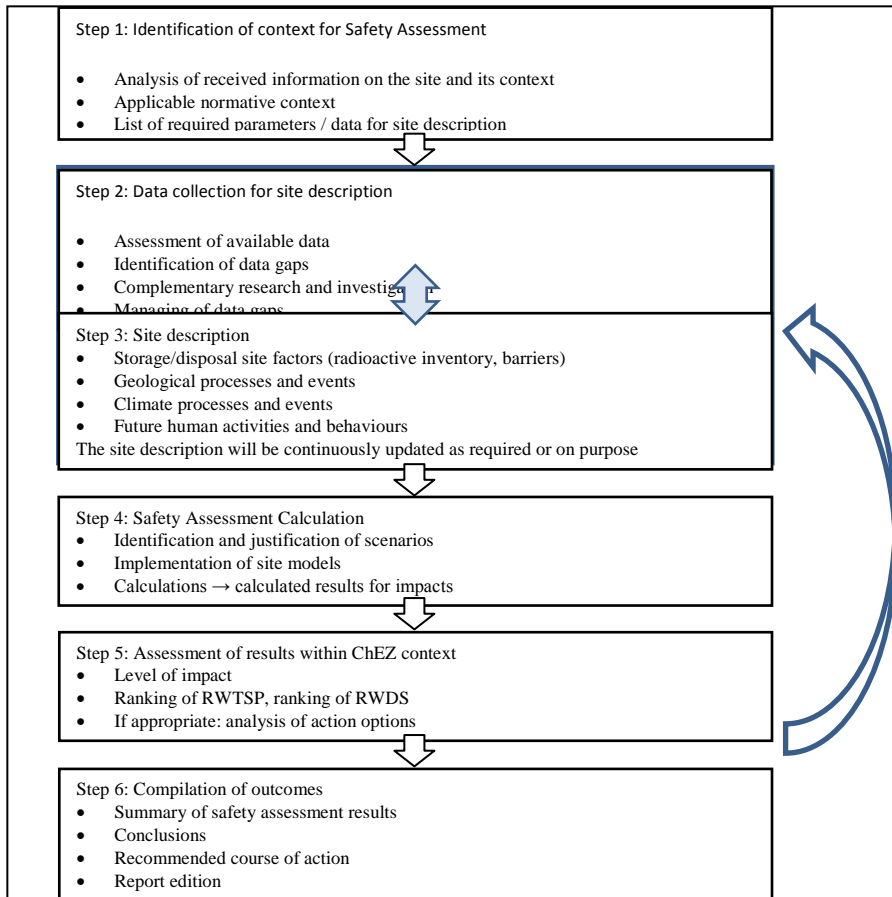 Step 1: Identification of context for Safety Assessment
• Analysis of received information on the site and its context
• Applicable normative context
• List of required parameters / data for site description
Step 2: Data collection for site description
• Assessment of available data
• Identification of data gaps
• Complementary research and investigation
• Managing of data gaps
Step 3: Site description
• Storage/disposal site factors (radioactive inventory, barriers)
• Geological processes and events
• Climate processes and events
• Future human activities and behaviours
The site description will be continuously updated as required or on purpose
Step 4: Safety Assessment Calculation
• Identification and justification of scenarios
• Implementation of site models
• Calculations → calculated results for impacts
Step 5: Assessment of results within ChEZ context
• Level of impact
• Ranking of RWTSP, ranking of RWDS
• If appropriate: analysis of action options
Step 6: Compilation of outcomes
• Summary of safety assessment results
• Conclusions
• Recommended course of action
• Report edition